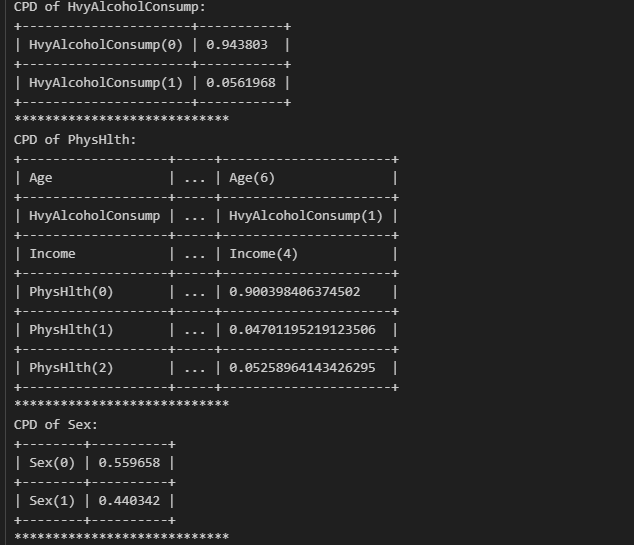 CPD of HvyAlcoholConsump:
+----------------------+-----------+
| HvyAlcoholConsump(0) | 0.943803  |
+----------------------+-----------+
| HvyAlcoholConsump(1) | 0.0561968 |
+----------------------+-----------+
****************************
CPD of PhysHlth:
+-------------------+-----+----------------------+
| Age               | ... | Age(6)               |
+-------------------+-----+----------------------+
| HvyAlcoholConsump | ... | HvyAlcoholConsump(1) |
+-------------------+-----+----------------------+
| Income            | ... | Income(4)            |
+-------------------+-----+----------------------+
| PhysHlth(0)       | ... | 0.900398406374502    |
+-------------------+-----+----------------------+
| PhysHlth(1)       | ... | 0.04701195219123506  |
+-------------------+-----+----------------------+
| PhysHlth(2)       | ... | 0.05258964143426295  |
+-------------------+-----+----------------------+
****************************
CPD of Sex:
+--------+----------+
| Sex(0) | 0.559658 |
+--------+----------+
| Sex(1) | 0.440342 |
+--------+----------+
****************************